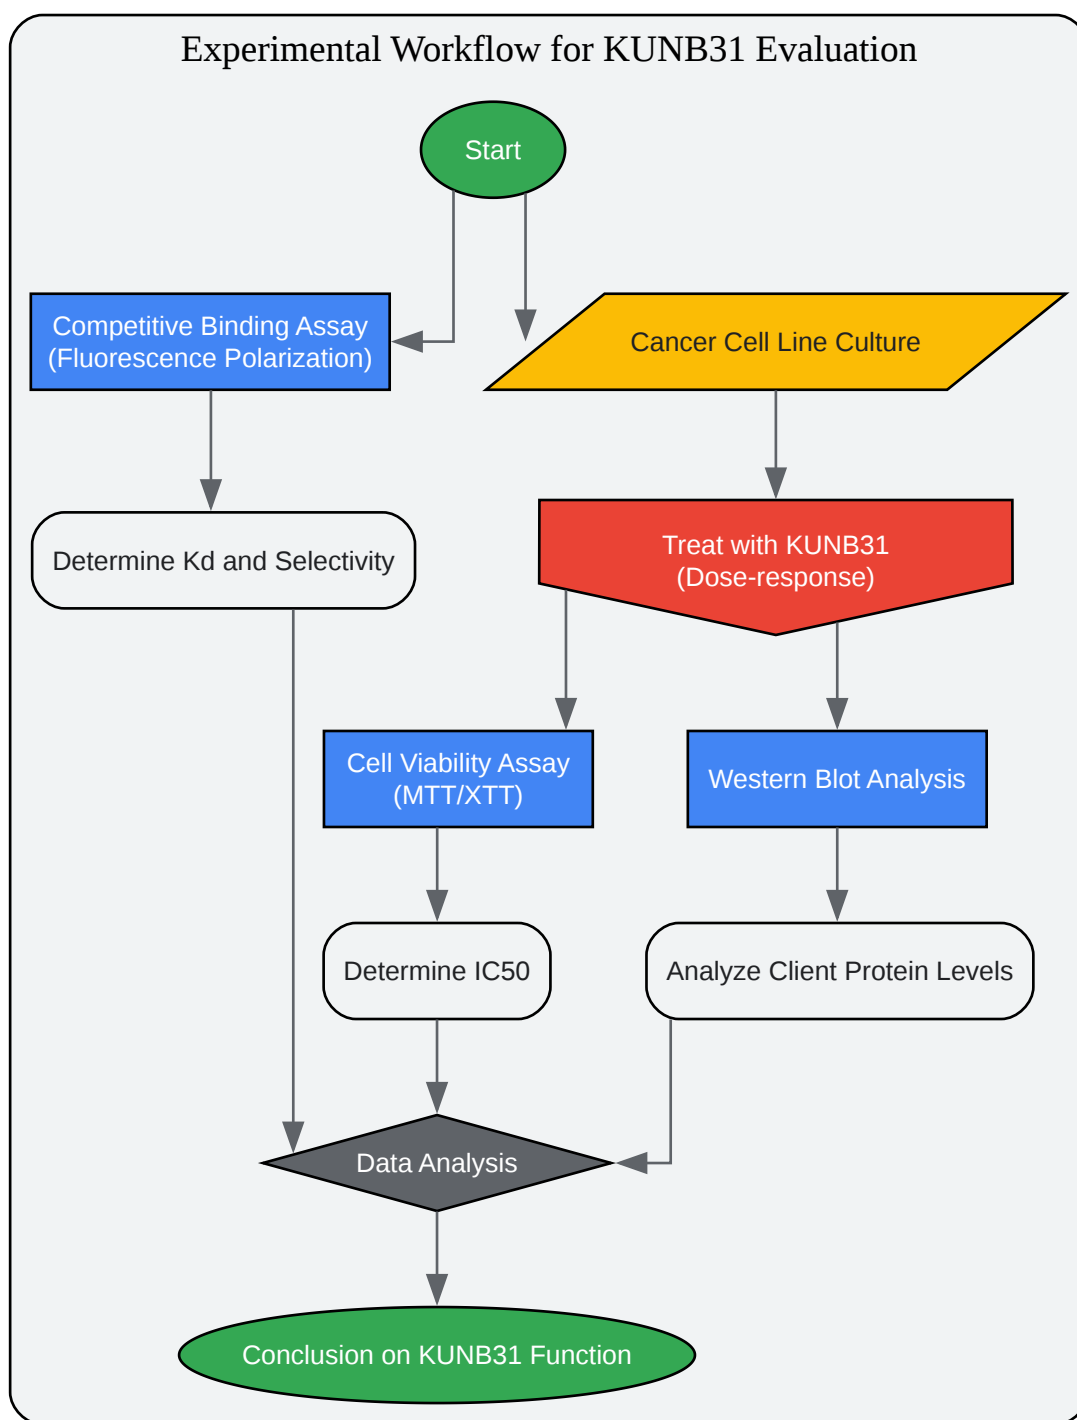 Experimental Workflow for KUNB31 Evaluation
Start
Competitive Binding Assay
(Fluorescence Polarization)
Cancer Cell Line Culture
Determine Kd and Selectivity
Treat with KUNB31
(Dose-response)
Cell Viability Assay
(MTT/XTT)
Western Blot Analysis
Determine IC50
Analyze Client Protein Levels
Data Analysis
Conclusion on KUNB31 Function